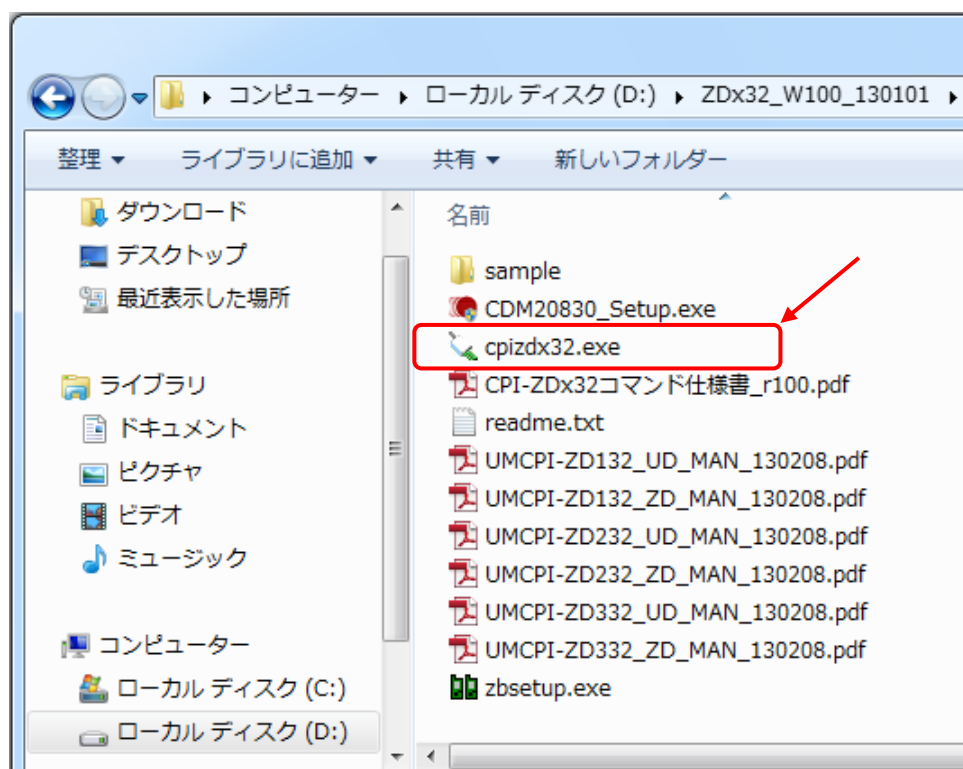 コンピューター ▸ ローカル ディスク (D:) ▸ ZDx32_W100_130101 ▸
整理 ▼ ライブラリに追加 ▼ 共有 ▼ 新しいフォルダー
ダウンロード
デスクトップ
最近表示した場所
ライブラリ
ドキュメント
ピクチャ
ビデオ
ミュージック
コンピューター
ローカル ディスク (C:)
ローカル ディスク (D:)
名前
sample
CDM20830_Setup.exe
cpizdx32.exe
CPI-ZDx32コマンド仕様書_r100.pdf
readme.txt
UMCPI-ZD132_UD_MAN_130208.pdf
UMCPI-ZD132_ZD_MAN_130208.pdf
UMCPI-ZD232_UD_MAN_130208.pdf
UMCPI-ZD232_ZD_MAN_130208.pdf
UMCPI-ZD332_UD_MAN_130208.pdf
UMCPI-ZD332_ZD_MAN_130208.pdf
zbsetup.exe